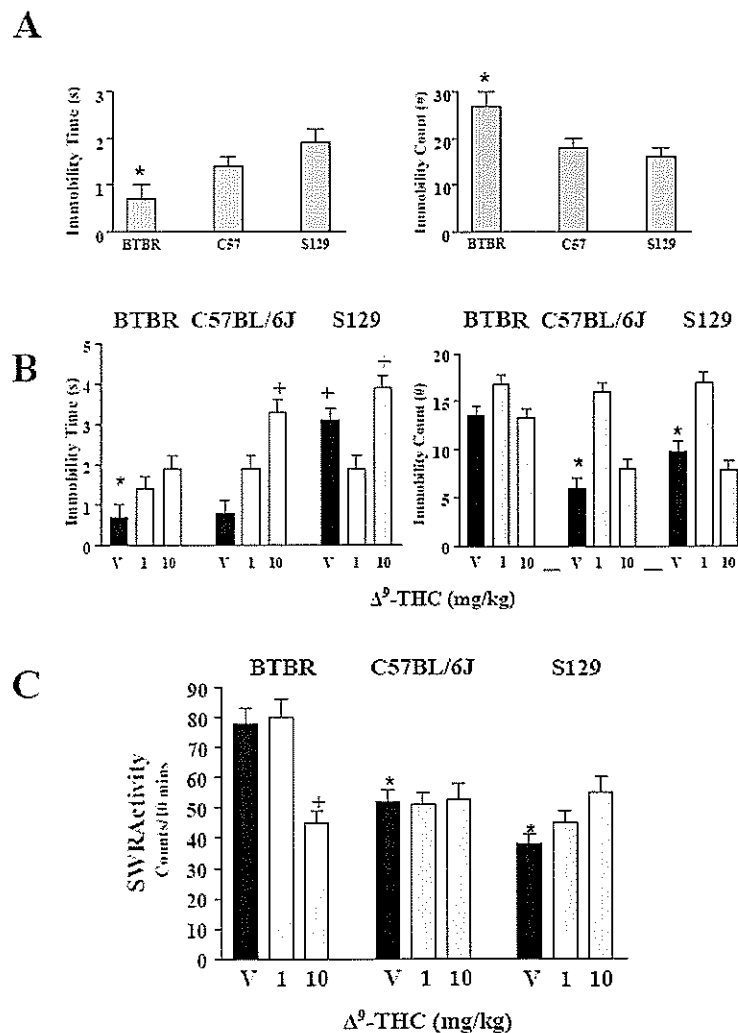 A
Immobility Time (s)
3
2
1
0
*
BTBR C57 S129
Immobility Count (#)
30
20
10
0
*
BTBR C57 S129
B
BTBR C57BL/6J S129
Immobility Time (s)
5
4
3
2
1
0
* + + +
V 1 10 V 1 10 V 1 10
BTBR C57BL/6J S129
Immobility Count (#)
20
15
10
5
0
* *
V 1 10 V 1 10 V 1 10
Δ⁹-THC (mg/kg)
C
BTBR C57BL/6J S129
SWRActivity
Counts/10 mins
90
80
70
60
50
40
30
20
10
0
+ * *
V 1 10 V 1 10 V 1 10
Δ⁹-THC (mg/kg)